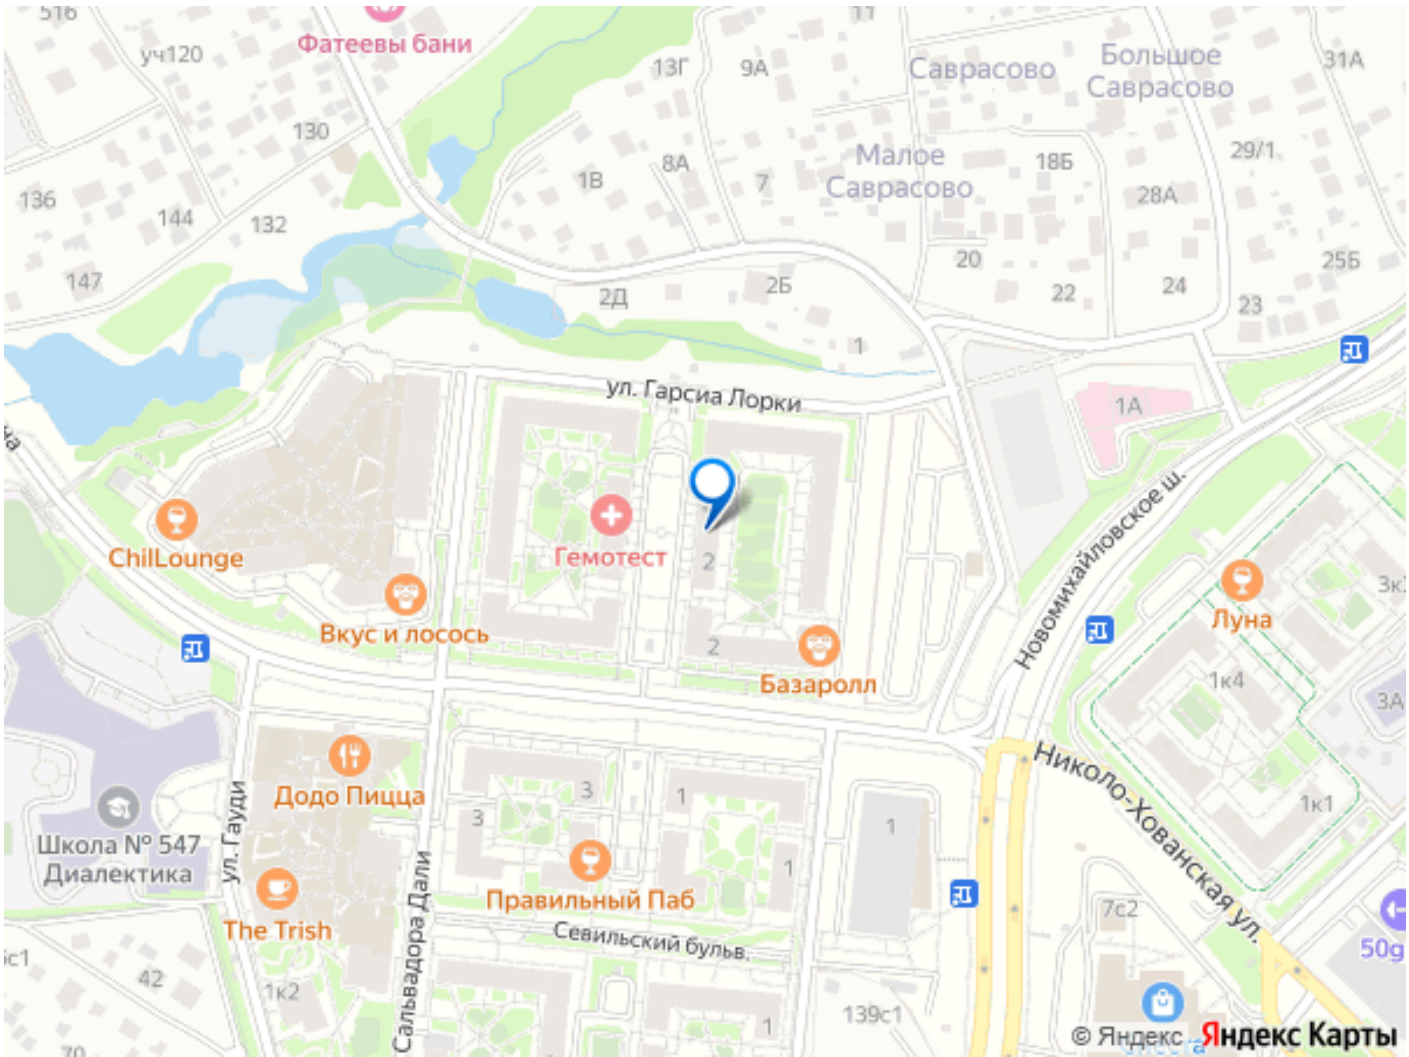 516
Фатеевы бани
11
уч120
13Г
9А
Саврасово
Большое
Саврасово
31А
130
8А
Малое
Саврасово
18Б
29/1
136
144
132
1В
7
28А
147
20
25Б
2Д
2Б
22
24
23
1
на
ул. Гарсиа Лорки
1А
ChilLounge
Гемотест
2
Новомихайловское ш.
Вкус и лосось
Луна
2
Базаролл
1к4
3А
Додо Пицца
3
3
1
1
Николо-Хованская ул.
1к1
Школа № 547
Диалектика
ул. Гауди
1
Правильный Паб
The Trish
Сальвадора Дали
Севильский бульв.
7с2
50g
42
1к2
139с1
1
70
© Яндекс
Яндекс Карты